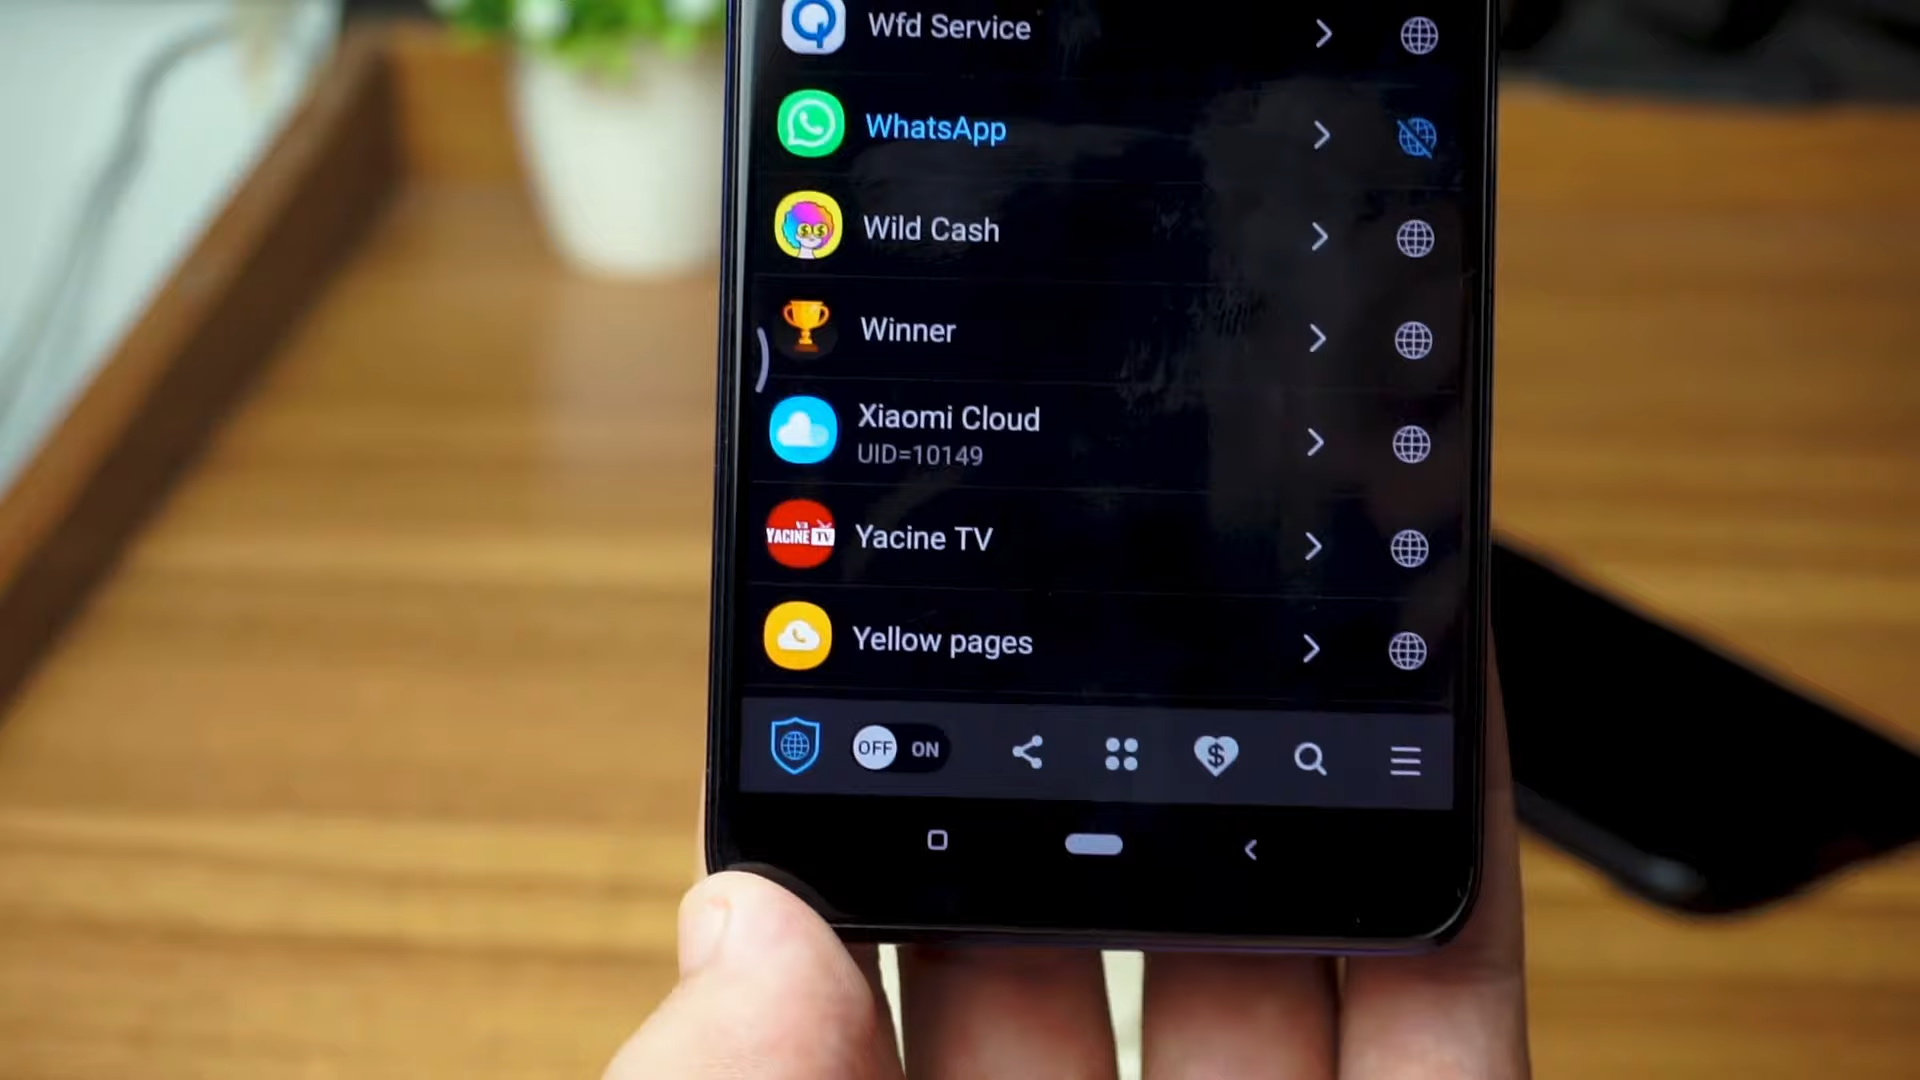 Wfd Service
WhatsApp
Wild Cash
Winner
Xiaomi Cloud
UID=10149
YACINE TV
Yacine TV
Yellow pages
OFF ON